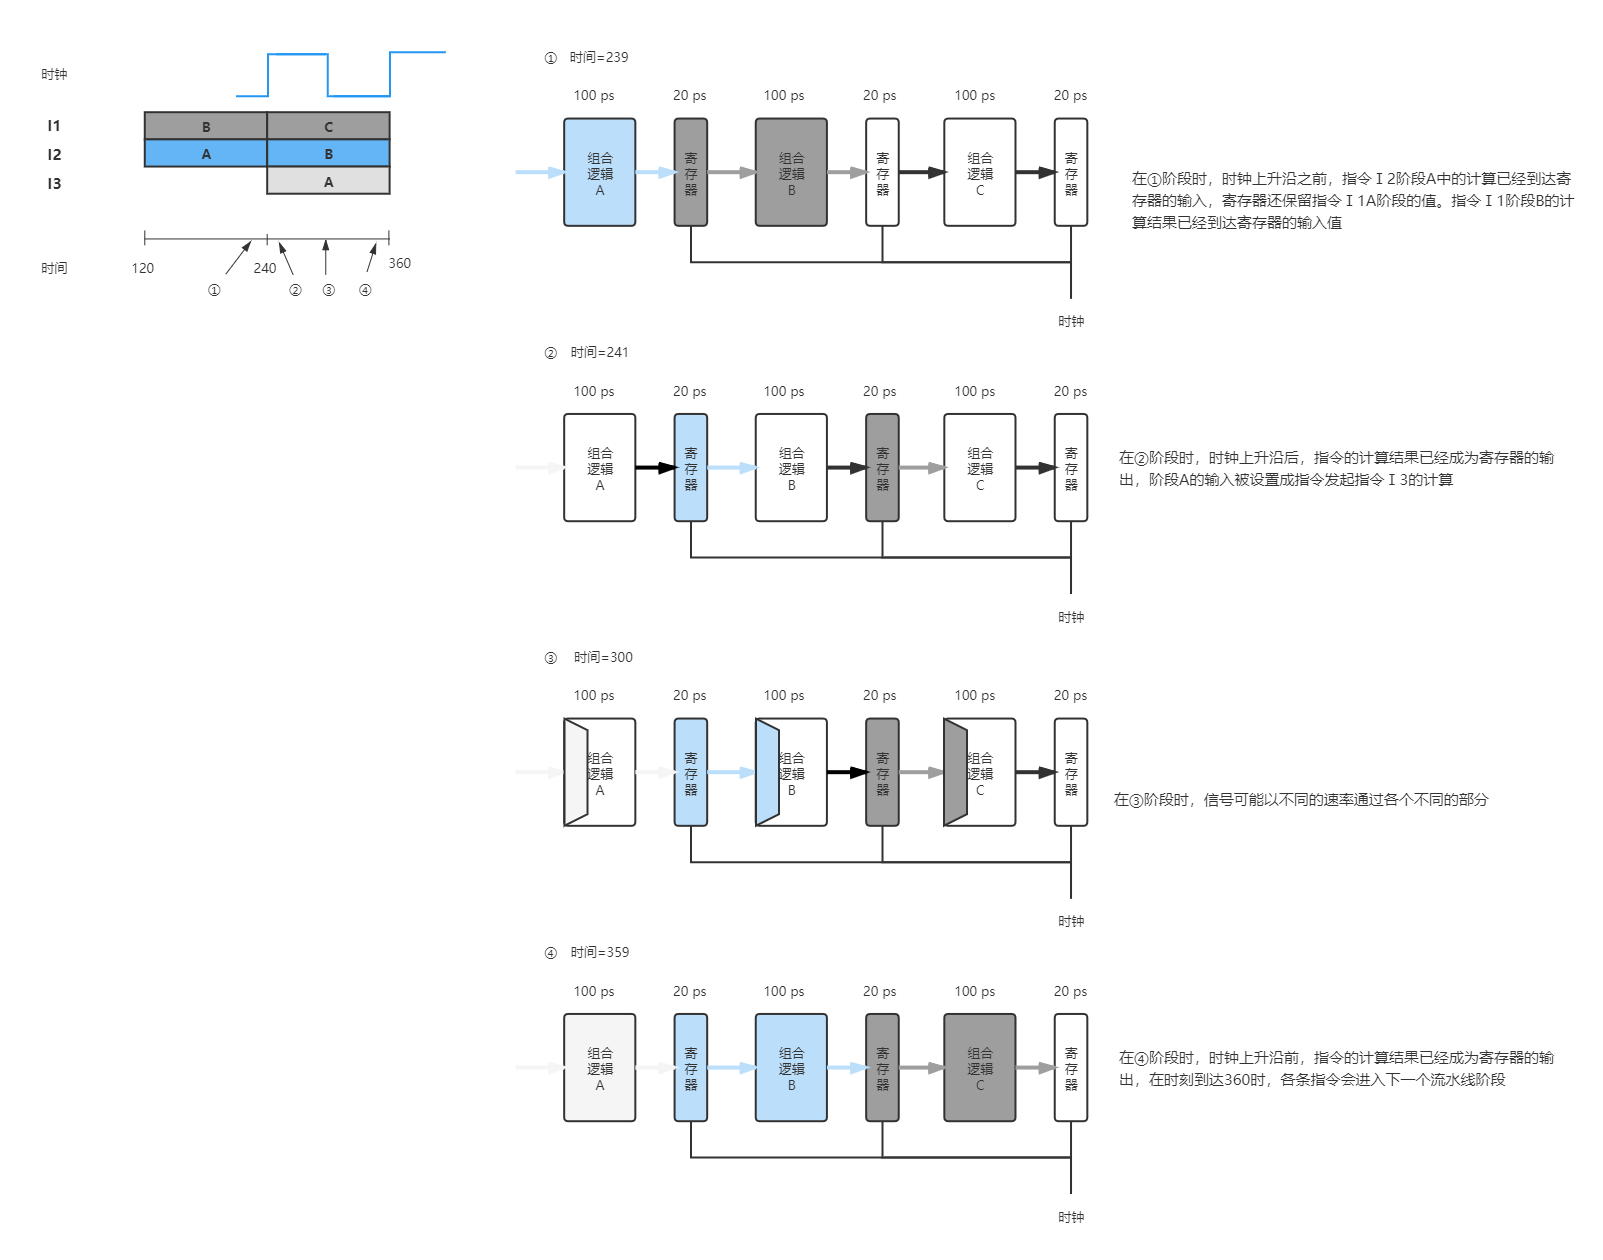 时钟
I1
B
C
I2
A
B
I3
A
时间
120
240
360
①
②
③
④
① 时间=239
100 ps
20 ps
100 ps
20 ps
100 ps
20 ps
组合
逻辑
A
寄
存
器
组合
逻辑
B
寄
存
器
组合
逻辑
C
寄
存
器
时钟
在①阶段时，时钟上升沿之前，指令Ⅰ2阶段A中的计算已经到达寄
存器的输入，寄存器还保留指令Ⅰ1A阶段的值。指令Ⅰ1阶段B的计
算结果已经到达寄存器的输入值
② 时间=241
100 ps
20 ps
100 ps
20 ps
100 ps
20 ps
组合
逻辑
A
寄
存
器
组合
逻辑
B
寄
存
器
组合
逻辑
C
寄
存
器
时钟
在②阶段时，时钟上升沿后，指令的计算结果已经成为寄存器的输
出，阶段A的输入被设置成指令发起指令Ⅰ3的计算
③ 时间=300
100 ps
20 ps
100 ps
20 ps
100 ps
20 ps
组合
逻辑
A
寄
存
器
组合
逻辑
B
寄
存
器
组合
逻辑
C
寄
存
器
时钟
在③阶段时，信号可能以不同的速率通过各个不同的部分
④ 时间=359
100 ps
20 ps
100 ps
20 ps
100 ps
20 ps
组合
逻辑
A
寄
存
器
组合
逻辑
B
寄
存
器
组合
逻辑
C
寄
存
器
时钟
在④阶段时，时钟上升沿前，指令的计算结果已经成为寄存器的输
出，在时刻到达360时，各条指令会进入下一个流水线阶段